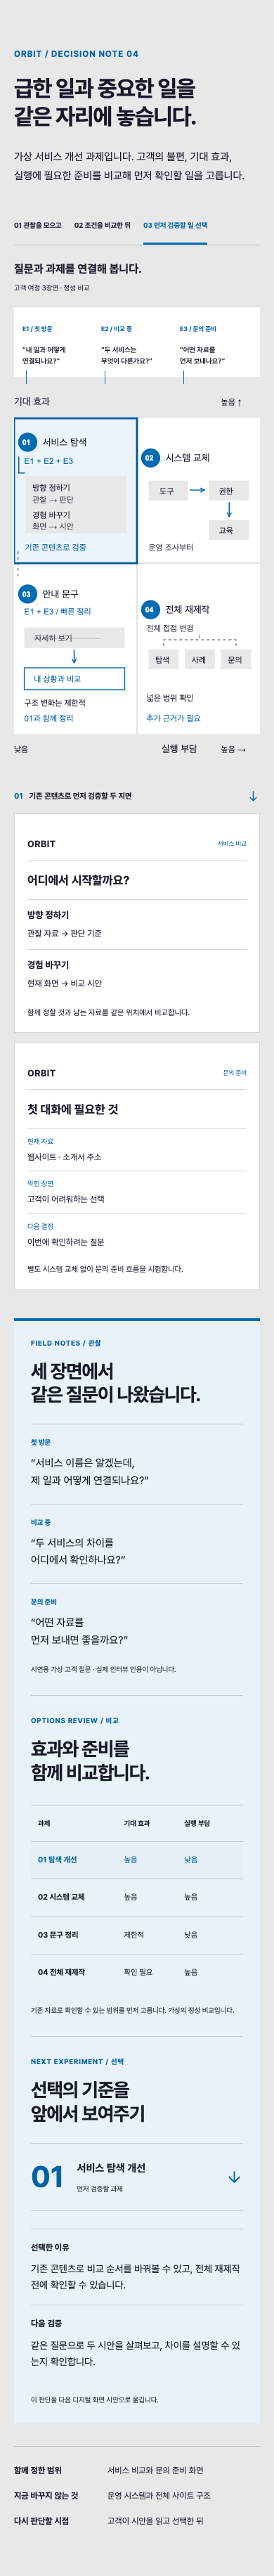 ORBIT / DECISION NOTE 04
급한 일과 중요한 일을
같은 자리에 놓습니다.
가상 서비스 개선 과제입니다. 고객의 불편, 기대 효과,
실행에 필요한 준비를 비교해 먼저 확인할 일을 고릅니다.
01 관찰을 모으고 02 조건을 비교한 뒤 03 먼저 검증할 일 선택
질문과 과제를 연결해 봅니다.
고객 여정 3장면 · 정성 비교
E1 / 첫 방문 E2 / 비교 중 E3 / 문의 준비
“내 일과 어떻게 “두 서비스는 “어떤 자료를
연결되나요?” 무엇이 다른가요?” 먼저 보내나요?”
기대 효과 높음 ↑
01 서비스 탐색
E1 + E2 + E3
방향 정하기
관찰 → 판단
경험 바꾸기
화면 → 시안
기존 콘텐츠로 검증
02 시스템 교체
도구 → 권한
교육
운영 조사부터
03 안내 문구
E1 + E3 / 빠른 정리
자세히 보기
내 상황과 비교
구조 변화는 제한적
01과 함께 정리
04 전체 재제작
전체 접점 변경
탐색 사례 문의
넓은 범위 확인
추가 근거가 필요
낮음 실행 부담 높음 →
01 기존 콘텐츠로 먼저 검증할 두 지면 ↓
ORBIT 서비스 비교
어디에서 시작할까요?
방향 정하기
관찰 자료 → 판단 기준
경험 바꾸기
현재 화면 → 비교 시안
함께 정할 것과 남는 자료를 같은 위치에서 비교합니다.
ORBIT 문의 준비
첫 대화에 필요한 것
현재 자료
웹사이트 · 소개서 주소
막힌 장면
고객이 어려워하는 선택
다음 결정
이번에 확인하려는 질문
별도 시스템 교체 없이 문의 준비 흐름을 시험합니다.
FIELD NOTES / 관찰
세 장면에서
같은 질문이 나왔습니다.
첫 방문
“서비스 이름은 알겠는데,
제 일과 어떻게 연결되나요?”
비교 중
“두 서비스의 차이를
어디에서 확인하나요?”
문의 준비
“어떤 자료를
먼저 보내면 좋을까요?”
시연용 가상 고객 질문 · 실제 인터뷰 인용이 아닙니다.
OPTIONS REVIEW / 비교
효과와 준비를
함께 비교합니다.
과제 기대 효과 실행 부담
01 탐색 개선 높음 낮음
02 시스템 교체 높음 높음
03 문구 정리 제한적 낮음
04 전체 재제작 확인 필요 높음
기존 자료로 확인할 수 있는 범위를 먼저 고릅니다. 가상의 정성 비교입니다.
NEXT EXPERIMENT / 선택
선택의 기준을
앞에서 보여주기
01 서비스 탐색 개선 ↓
먼저 검증할 과제
선택한 이유
기존 콘텐츠로 비교 순서를 바꿔볼 수 있고, 전체 재제작
전에 확인할 수 있습니다.
다음 검증
같은 질문으로 두 시안을 살펴보고, 차이를 설명할 수 있
는지 확인합니다.
이 판단을 다음 디지털 화면 시안으로 옮깁니다.
함께 정한 범위 서비스 비교와 문의 준비 화면
지금 바꾸지 않는 것 운영 시스템과 전체 사이트 구조
다시 판단할 시점 고객이 시안을 읽고 선택한 뒤